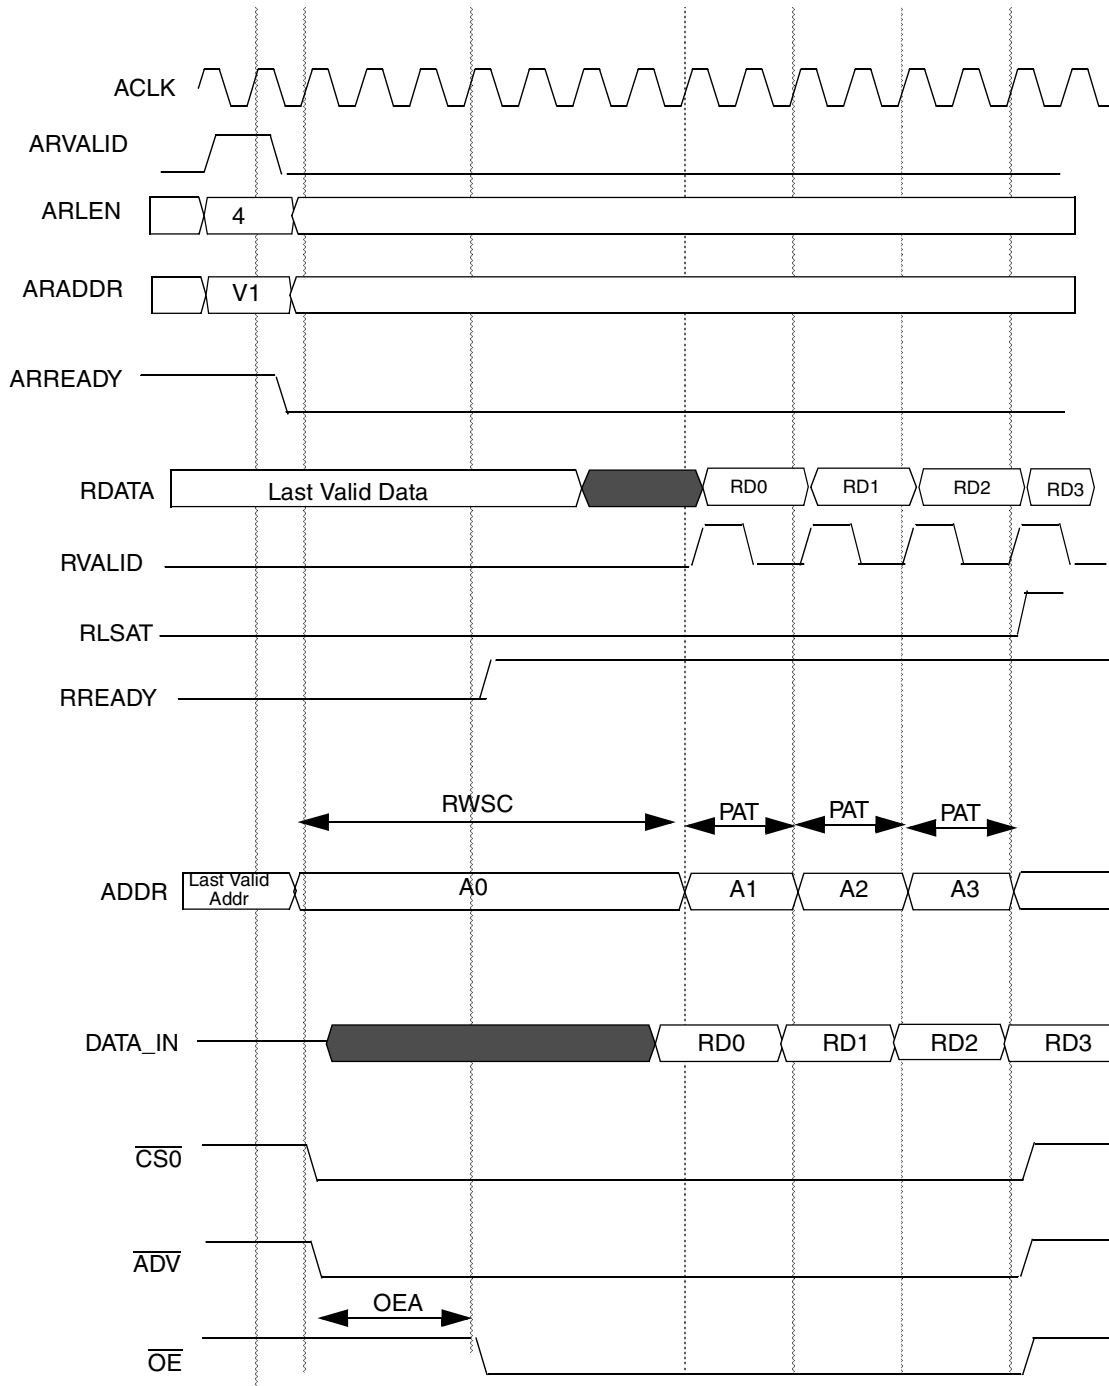 ACLK
ARVALID
ARLEN 4
ARADDR V1
ARREADY
RDATA Last Valid Data RD0 RD1 RD2 RD3
RVALID
RLSAT
RREADY
RWSC PAT PAT PAT
ADDR Last Valid Addr A0 A1 A2 A3
DATA_IN RD0 RD1 RD2 RD3
CS0
ADV
OEA
OE